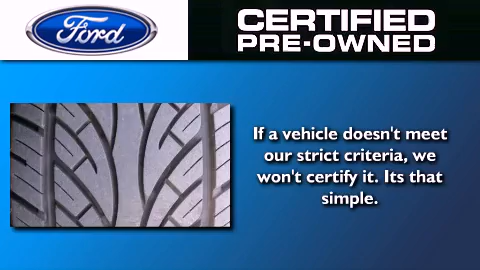 Ford
CERTIFIED
PRE-OWNED
If a vehicle doesn't meet
our strict criteria, we
won't certify it. Its that
simple.